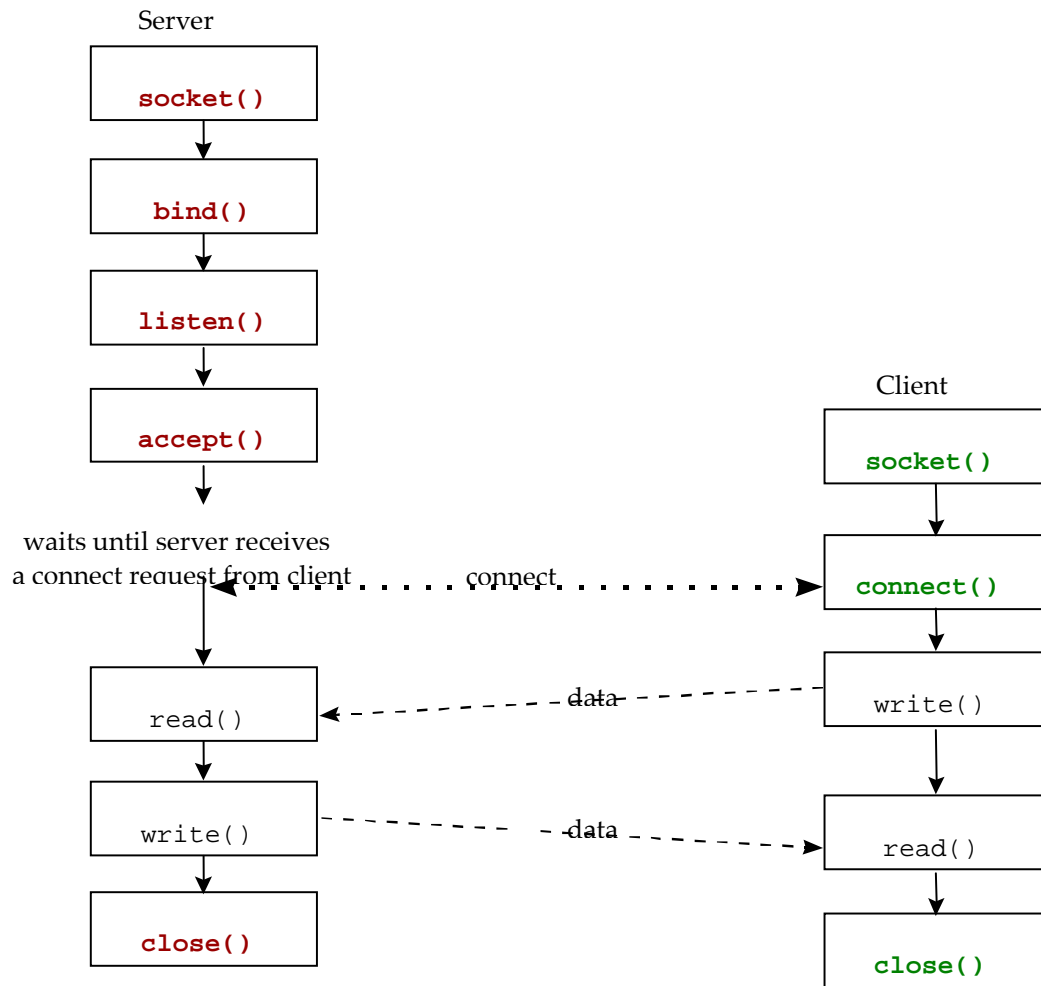 Server
socket()
bind()
listen()
accept()
waits until server receives
a connect request from client
read()
write()
close()
connect
data
data
Client
socket()
connect()
write()
read()
close()